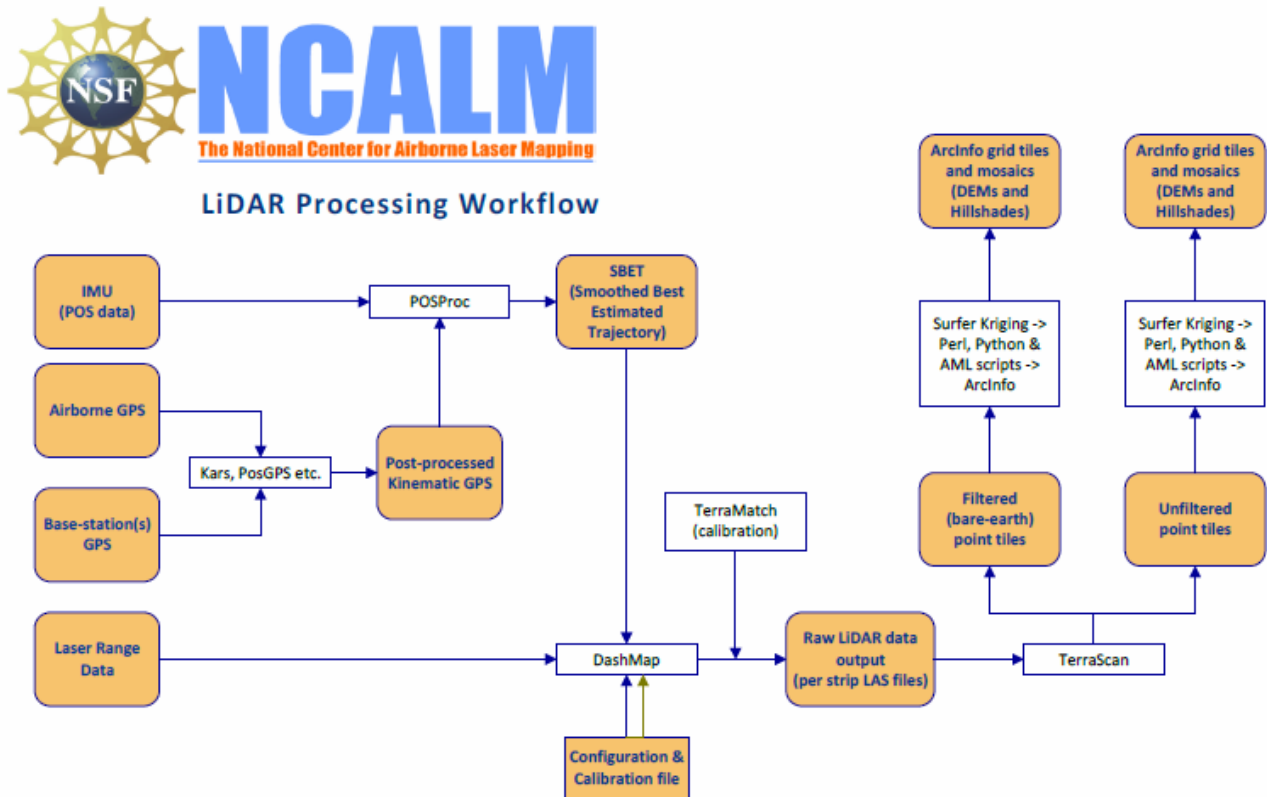 NSF
NCALM
The National Center for Airborne Laser Mapping
LiDAR Processing Workflow
ArcInfo grid tiles
and mosaics
(DEMs and
Hillshades)
ArcInfo grid tiles
and mosaics
(DEMs and
Hillshades)
IMU
(POS data)
POSProc
SBET
(Smoothed Best
Estimated
Trajectory)
Surfer Kriging ->
Perl, Python &
AML scripts ->
ArcInfo
Surfer Kriging ->
Perl, Python &
AML scripts ->
ArcInfo
Airborne GPS
Kars, PosGPS etc.
Post-processed
Kinematic GPS
Base-station(s)
GPS
TerraMatch
(calibration)
Filtered
(bare-earth)
point tiles
Unfiltered
point tiles
Laser Range
Data
DashMap
Raw LiDAR data
output
(per strip LAS files)
TerraScan
Configuration &
Calibration file